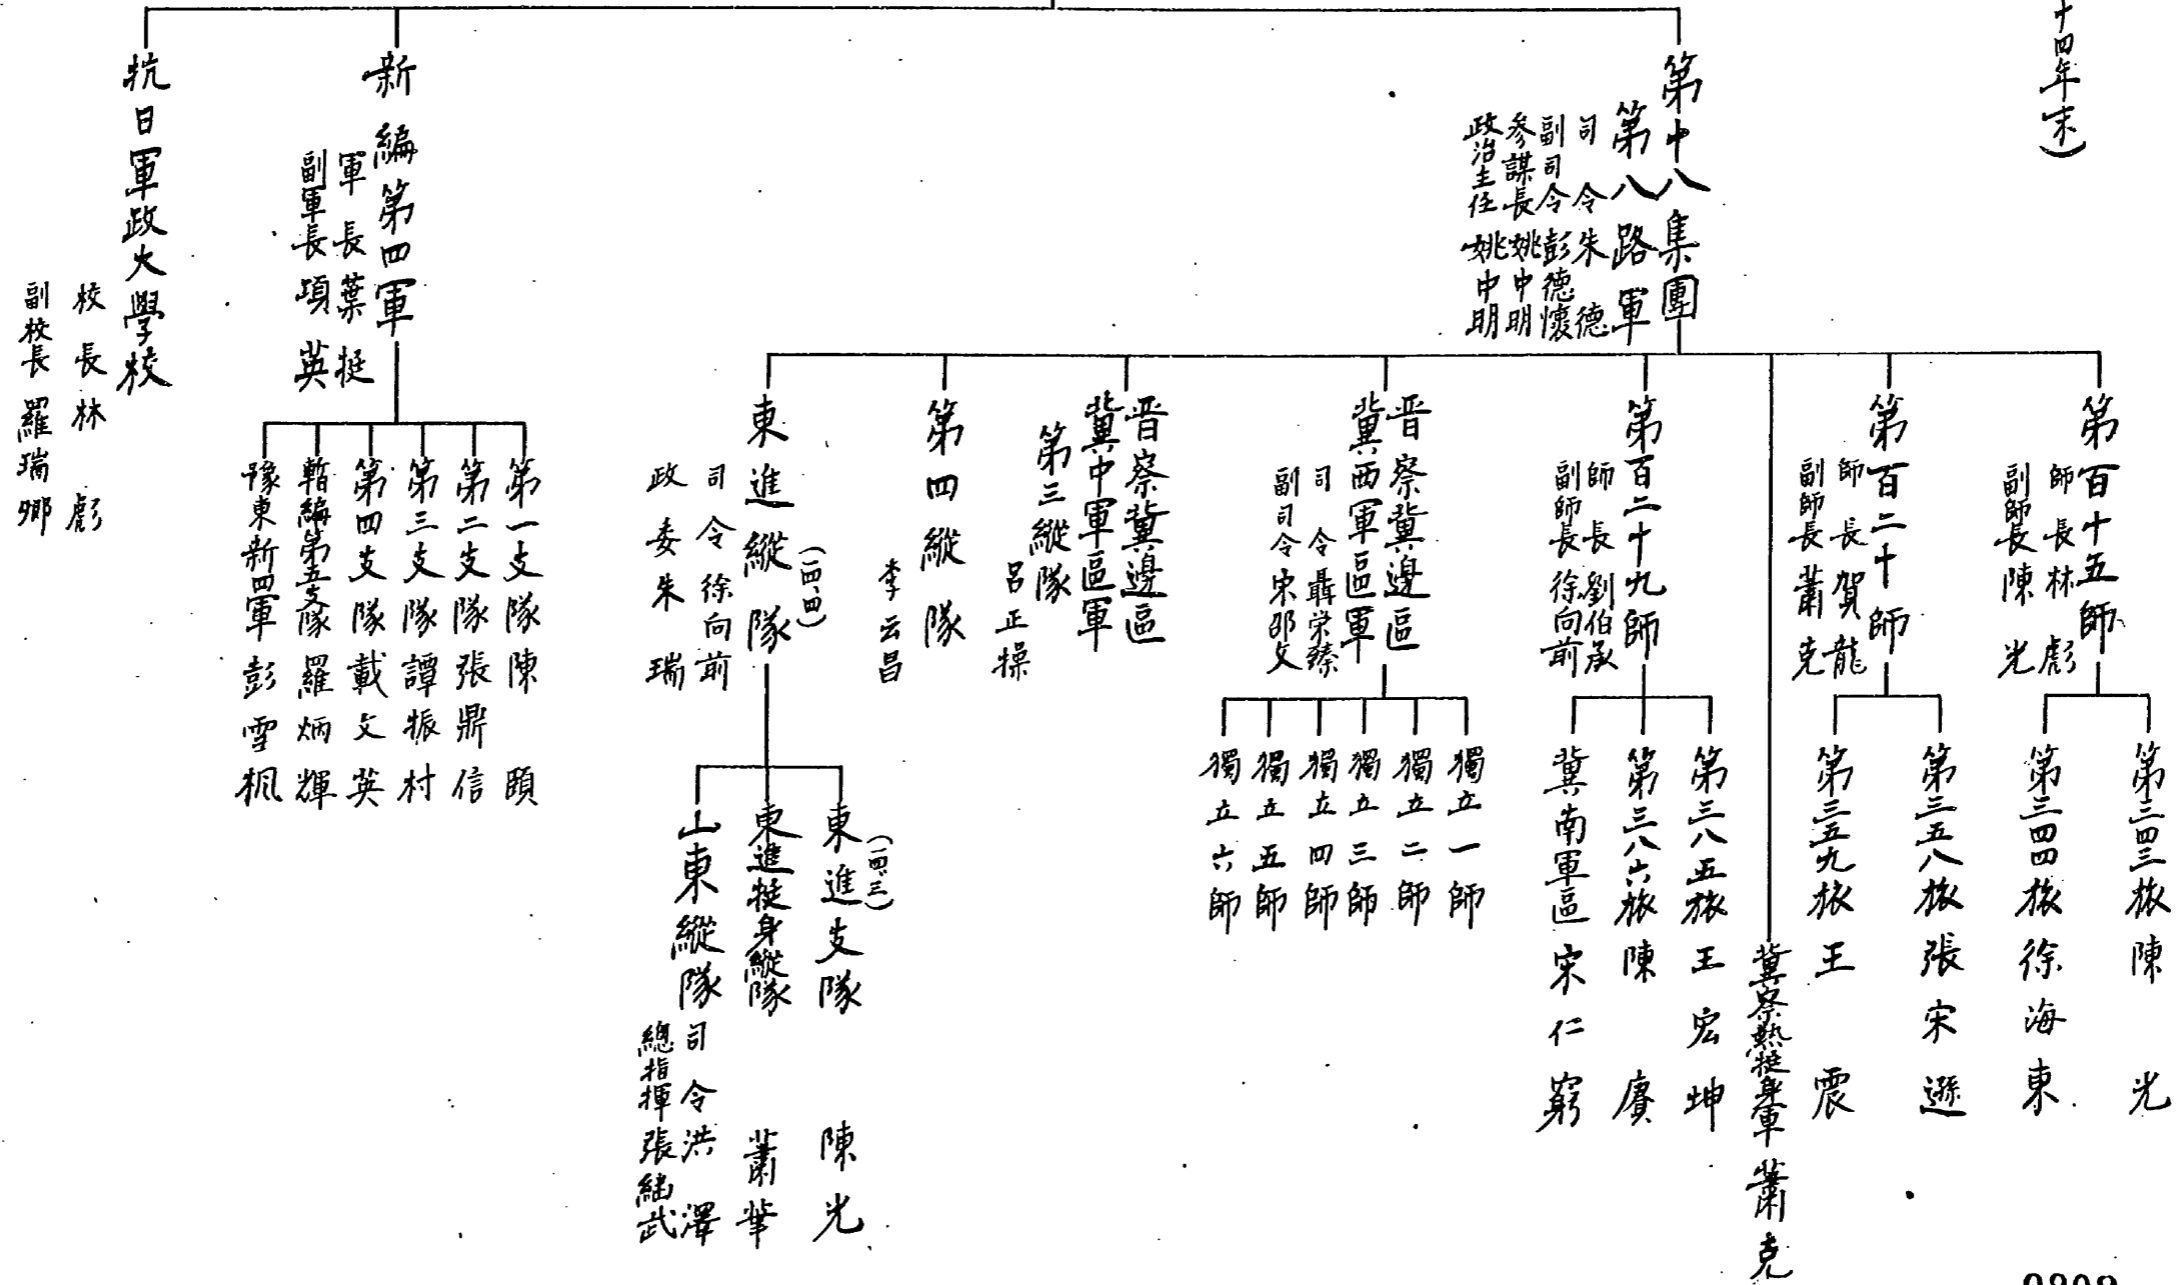 十四年末)
第十八集團
第八路軍
司令 朱德
副司令 彭德懷
參謀長 姚中明
政治主任 姚中明
第百十五師
師長 林彪
副師長 陳光
第三四三旅 陳光
第三四四旅 徐海東
第百二十師
師長 賀龍
副師長 蕭克
第三五八旅 張宋遜
第三五九旅 王震
冀察熱挺身軍 蕭克
第百二十九師
師長 劉伯承
副師長 徐向前
第三八五旅 王宏坤
第三八六旅 陳賡
冀南軍區 宋仁窮
晋察冀邊區
冀西軍區軍
司令 聶栄臻
副司令 宋邵文
獨立一師
獨立二師
獨立三師
獨立四師
獨立五師
獨立六師
晋察冀邊區
冀中軍區軍
第三縱隊
呂正操
第四縱隊
李云昌
(一四、四)
東進縱隊
司令 徐向前
政委 朱瑞
(一四、三)
東進支隊 陳光
東進挺身縱隊 蕭華
山東縱隊
司令 洪澤
總指揮 張
武
新編第四軍
軍長 葉挺
副軍長 項英
第一支隊 陳頤
第二支隊 張鼎信
第三支隊 譚振村
第四支隊 載文英
暫編第五支隊 羅炳輝
豫東新四軍 彭雪枫
抗日軍政大學校
校長 林彪
副校長 羅瑞鄉